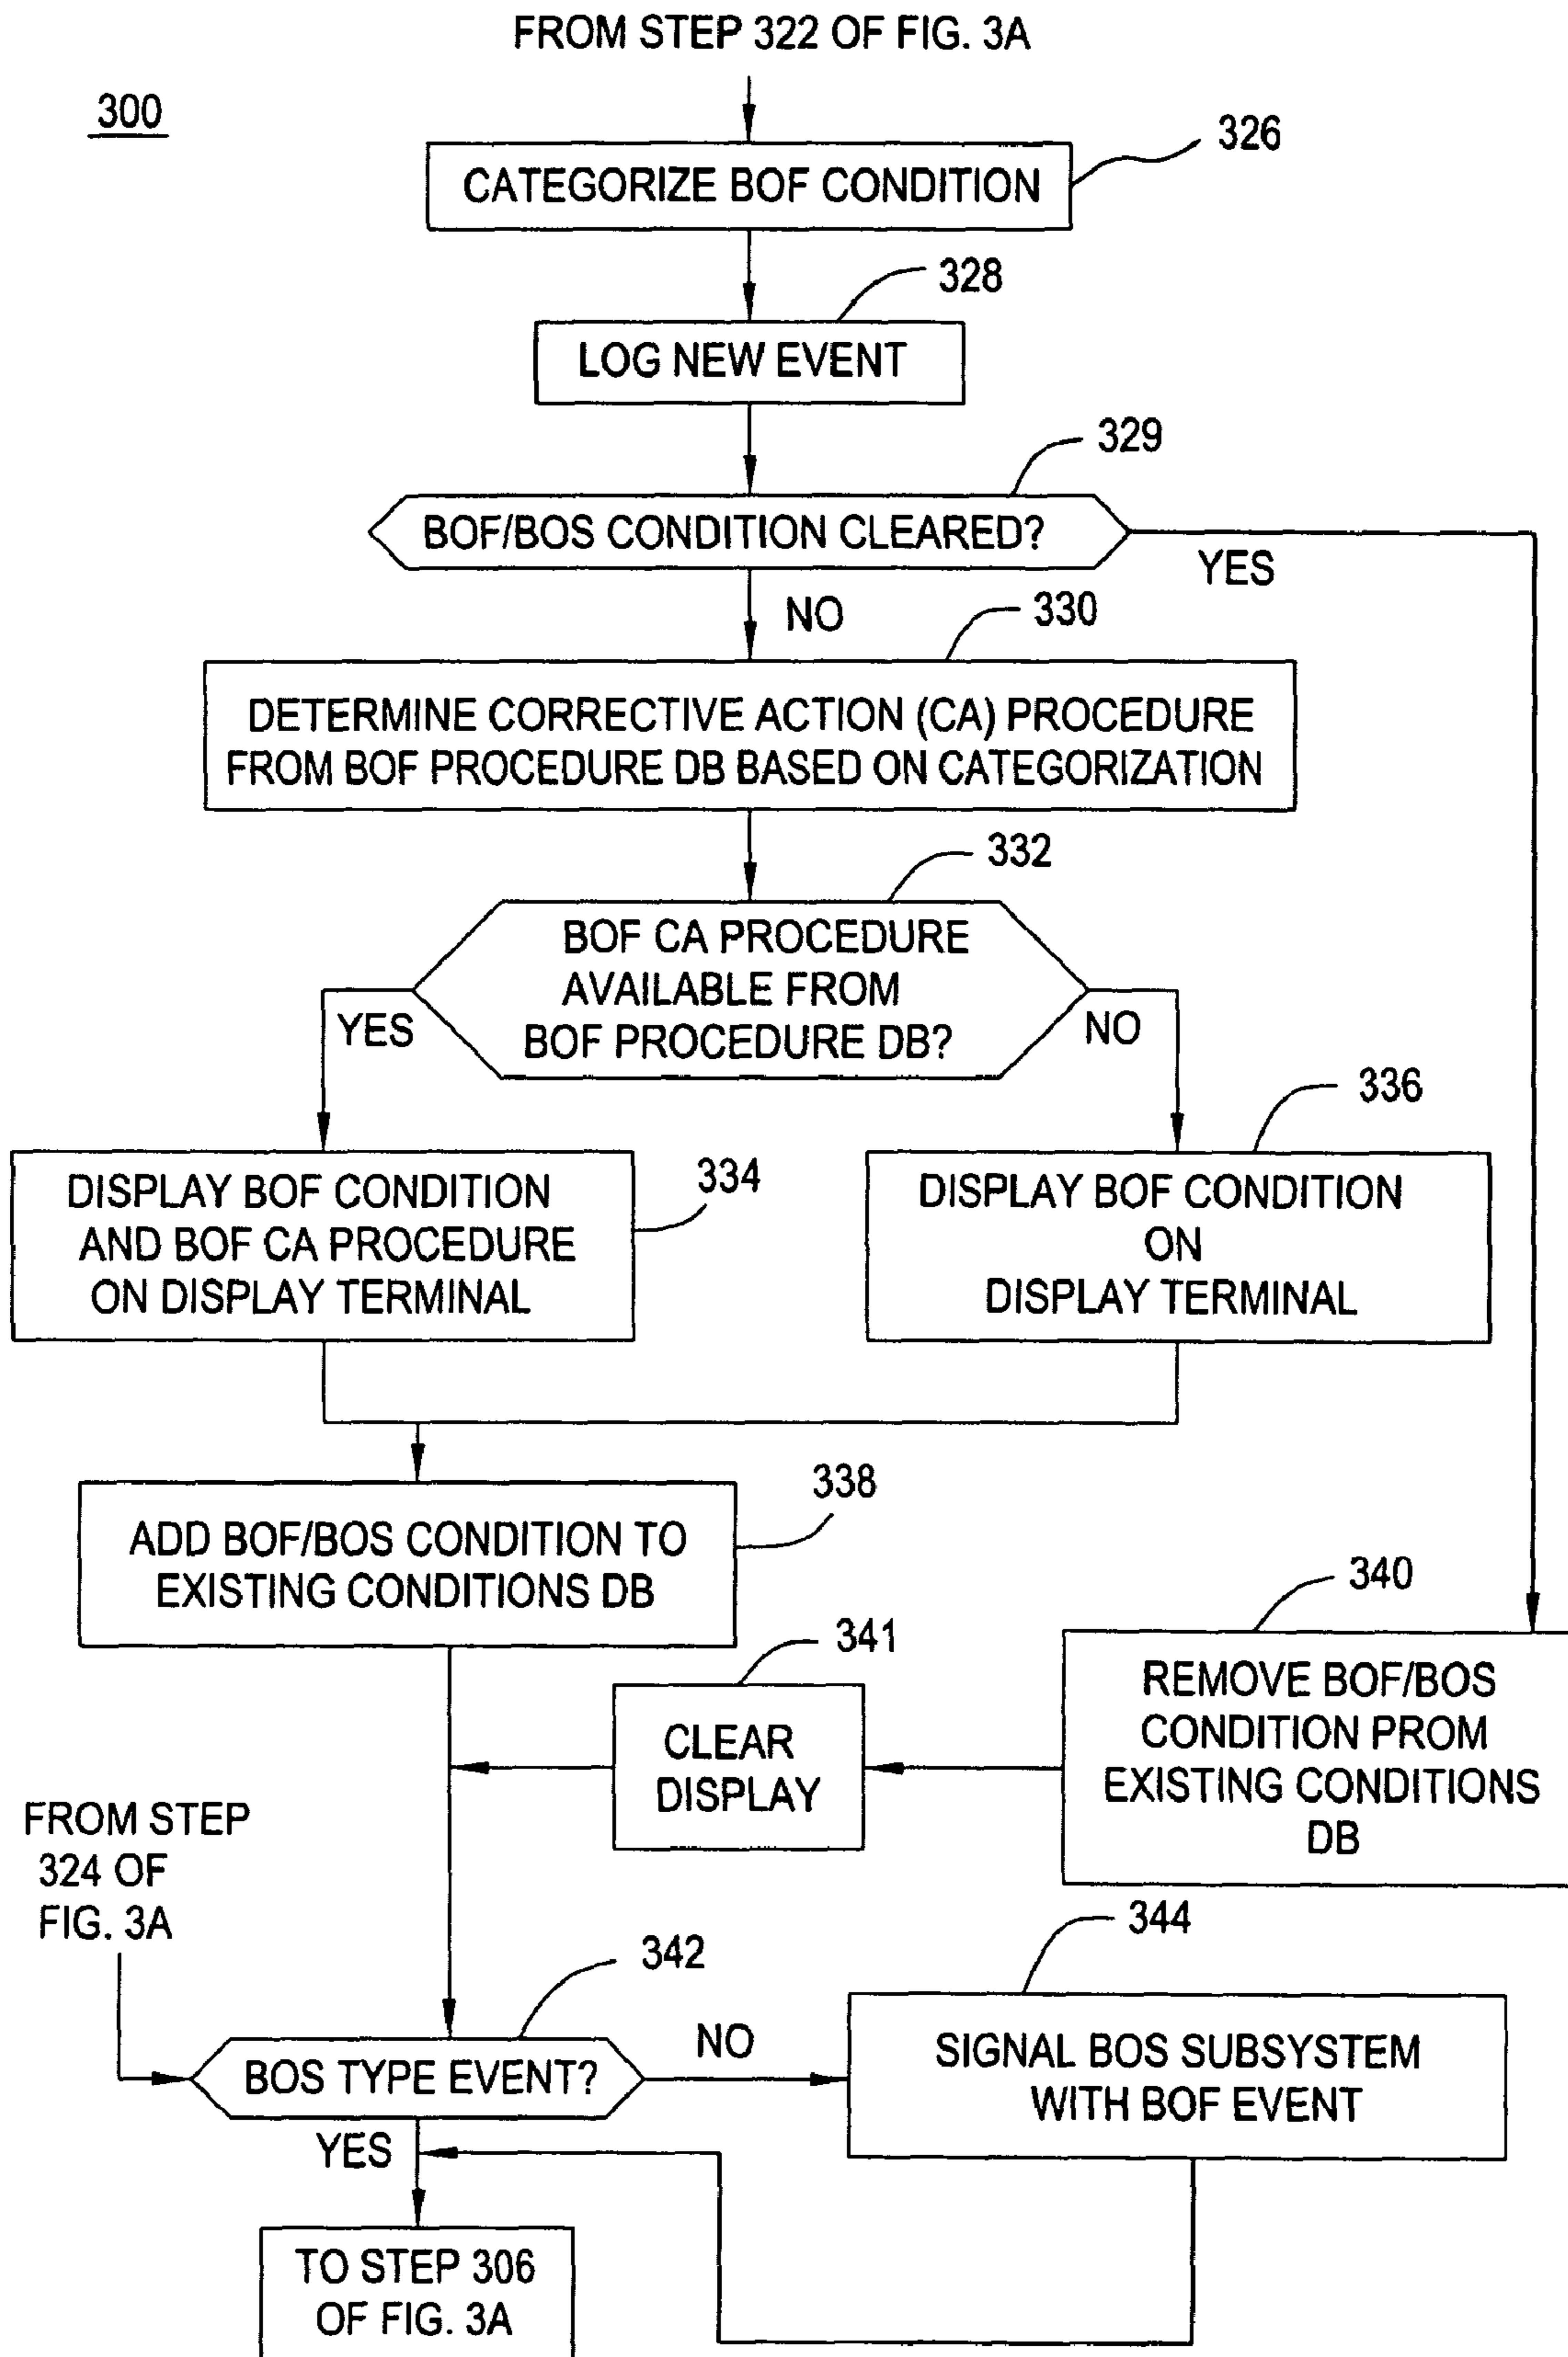 FROM STEP 322 OF FIG. 3A
300
326
CATEGORIZE BOF CONDITION
328
LOG NEW EVENT
329
BOF/BOS CONDITION CLEARED?
YES
NO
330
DETERMINE CORRECTIVE ACTION (CA) PROCEDURE
FROM BOF PROCEDURE DB BASED ON CATEGORIZATION
332
BOF CA PROCEDURE
AVAILABLE FROM
BOF PROCEDURE DB?
YES
NO
336
DISPLAY BOF CONDITION
AND BOF CA PROCEDURE
ON DISPLAY TERMINAL
334
DISPLAY BOF CONDITION
ON
DISPLAY TERMINAL
338
ADD BOF/BOS CONDITION TO
EXISTING CONDITIONS DB
340
341
REMOVE BOF/BOS
CONDITION PROM
EXISTING CONDITIONS
DB
CLEAR
DISPLAY
FROM STEP
324 OF
FIG. 3A
342
344
BOS TYPE EVENT?
NO
SIGNAL BOS SUBSYSTEM
WITH BOF EVENT
YES
TO STEP 306
OF FIG. 3A